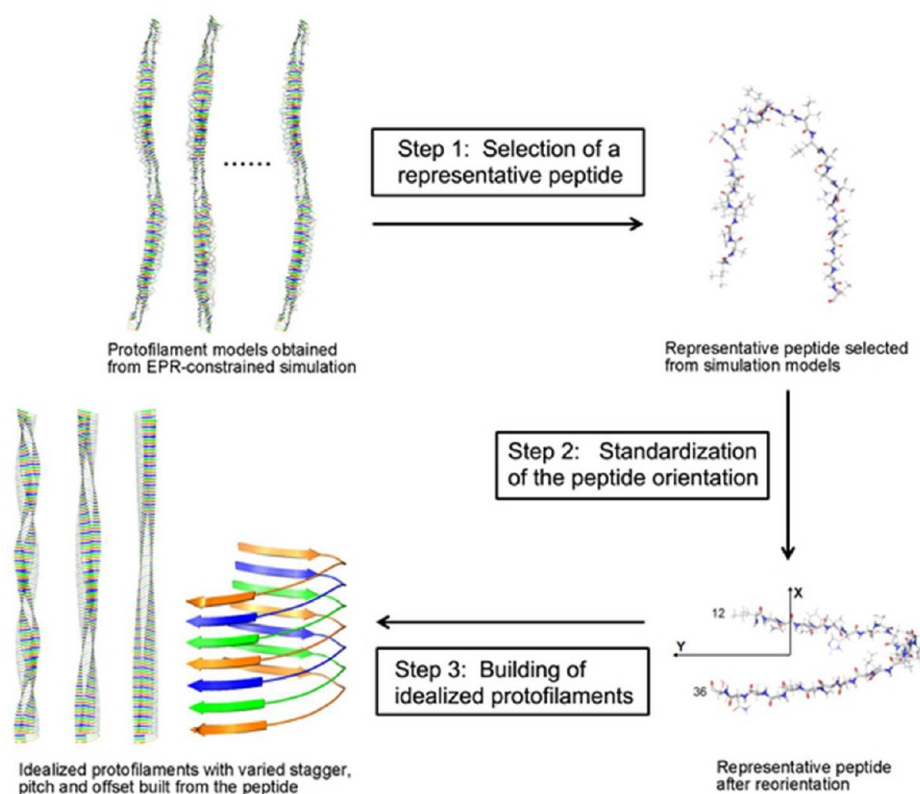 Step 1: Selection of a
representative peptide
......
Protofilament models obtained
from EPR-constrained simulation
Representative peptide selected
from simulation models
Step 2: Standardization
of the peptide orientation
X
12
Y
36
Step 3: Building of
idealized protofilaments
Idealized protofilaments with varied stagger,
pitch and offset built from the peptide
Representative peptide
after reorientation